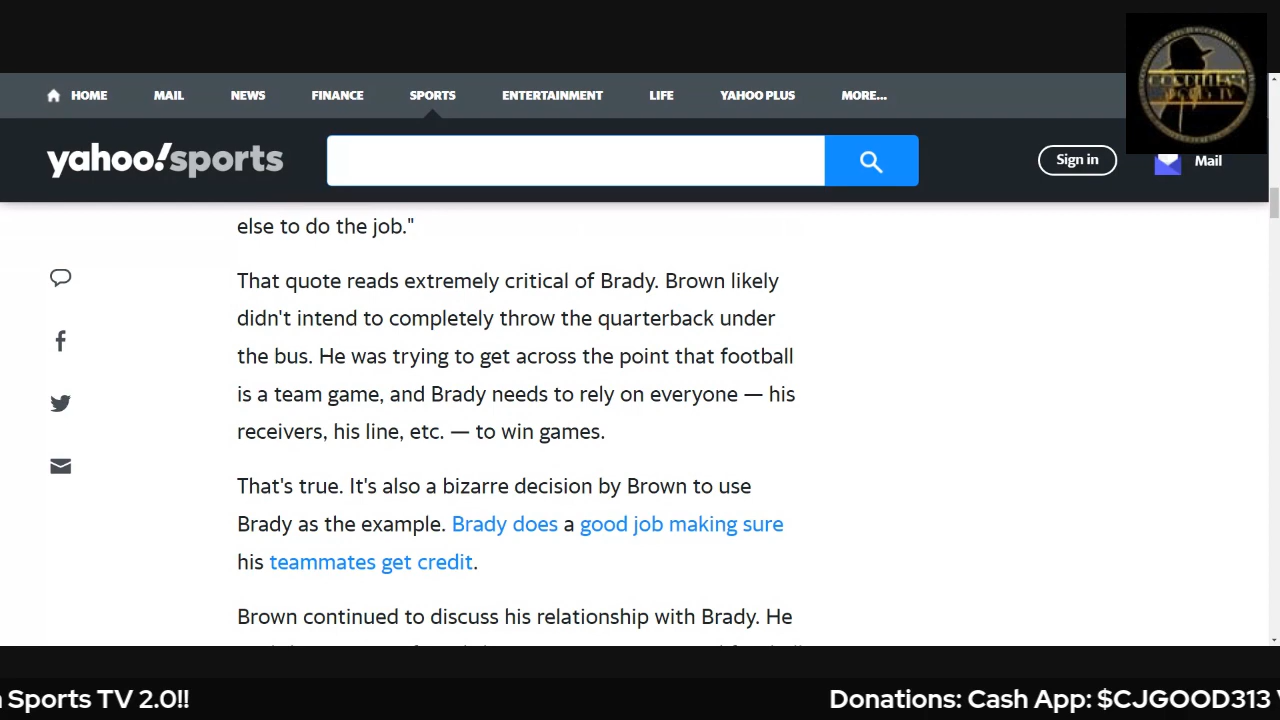 HOME MAIL NEWS FINANCE SPORTS ENTERTAINMENT LIFE YAHOO PLUS MORE...
yahoo!sports
Sign in
Mail
else to do the job."
That quote reads extremely critical of Brady. Brown likely
didn't intend to completely throw the quarterback under
the bus. He was trying to get across the point that football
is a team game, and Brady needs to rely on everyone — his
receivers, his line, etc. — to win games.
That's true. It's also a bizarre decision by Brown to use
Brady as the example. Brady does a good job making sure
his teammates get credit.
Brown continued to discuss his relationship with Brady. He
Sports TV 2.0!!
Donations: Cash App: $CJGOOD313